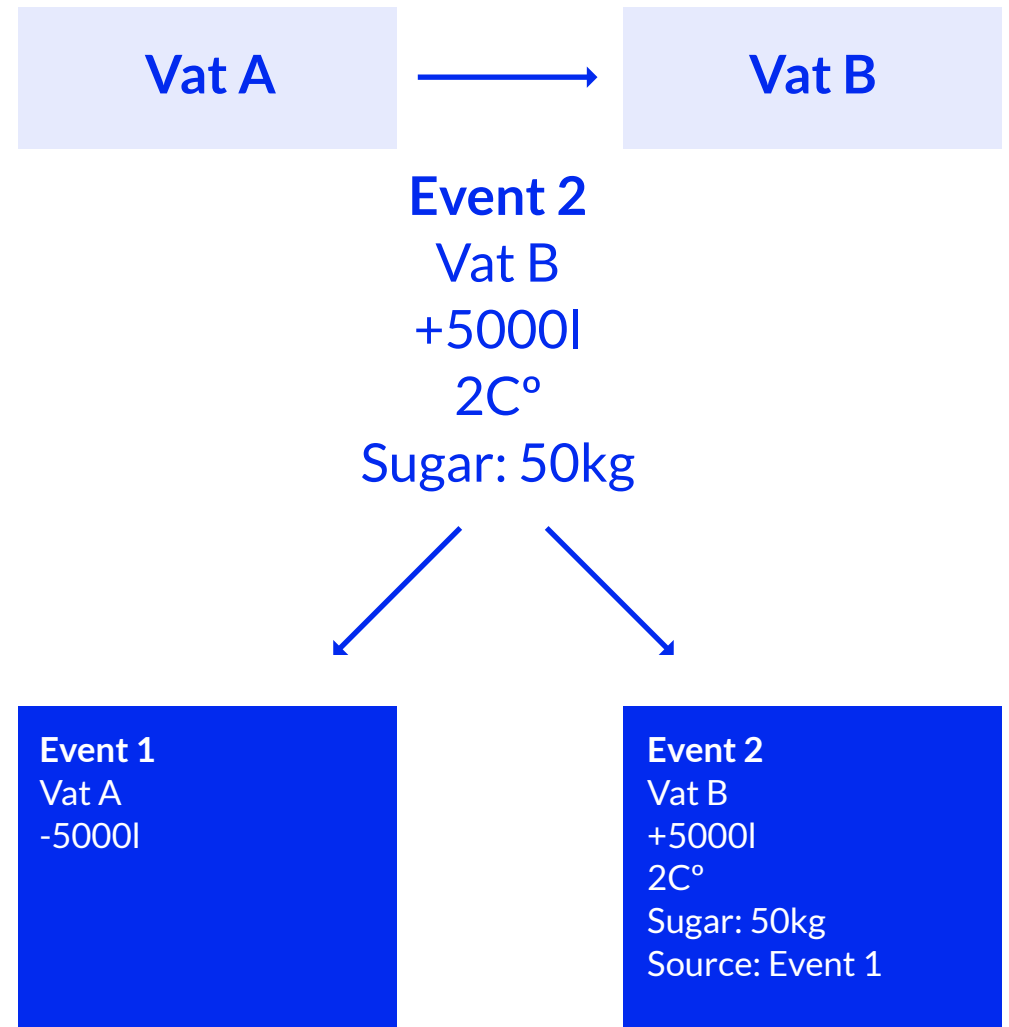 Vat A
Vat B
Event 2
Vat B
+5000l
2Cº
Sugar: 50kg
Event 1
Vat A
-5000l
Event 2
Vat B
+5000l
2Cº
Sugar: 50kg
Source: Event 1